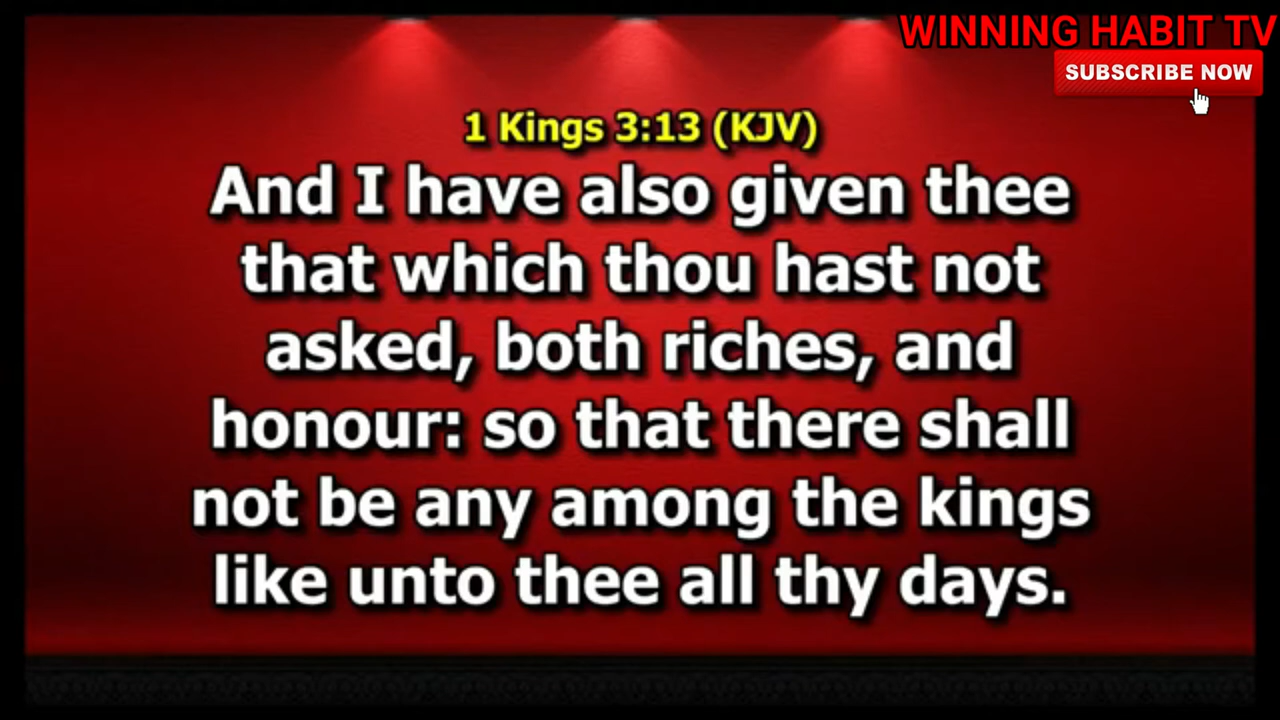 WINNING HABIT TV
SUBSCRIBE NOW
1 Kings 3:13 (KJV)
And I have also given thee
that which thou hast not
asked, both riches, and
honour: so that there shall
not be any among the kings
like unto thee all thy days.